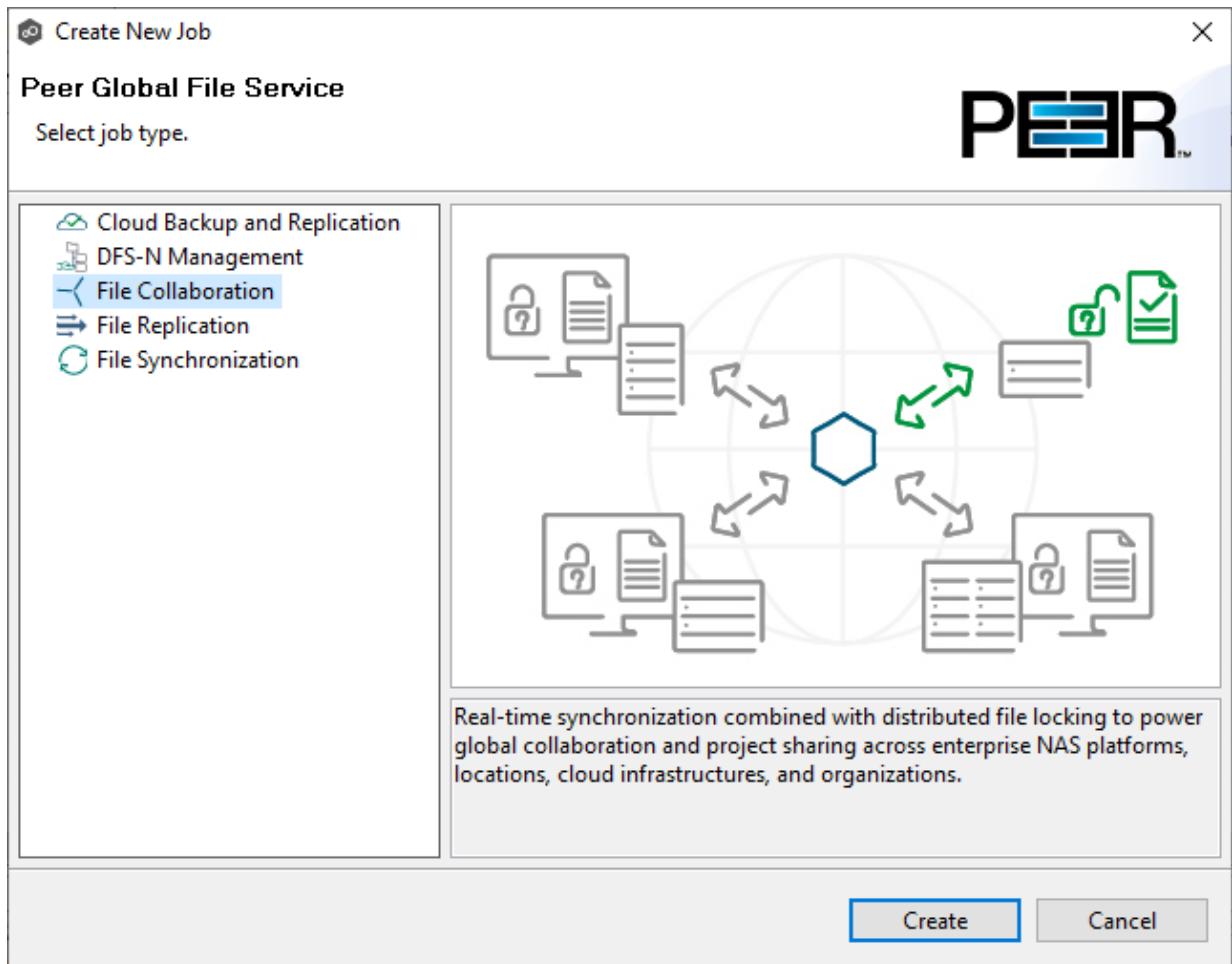 Create New Job
Peer Global File Service
Select job type.
PEER™
Cloud Backup and Replication
DFS-N Management
File Collaboration
File Replication
File Synchronization
?
?
?
?
Real-time synchronization combined with distributed file locking to power
global collaboration and project sharing across enterprise NAS platforms,
locations, cloud infrastructures, and organizations.
Create
Cancel